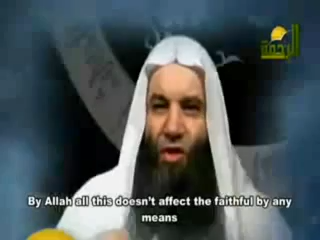 الرحمة
By Allah all this doesn't affect the faithful by any
means